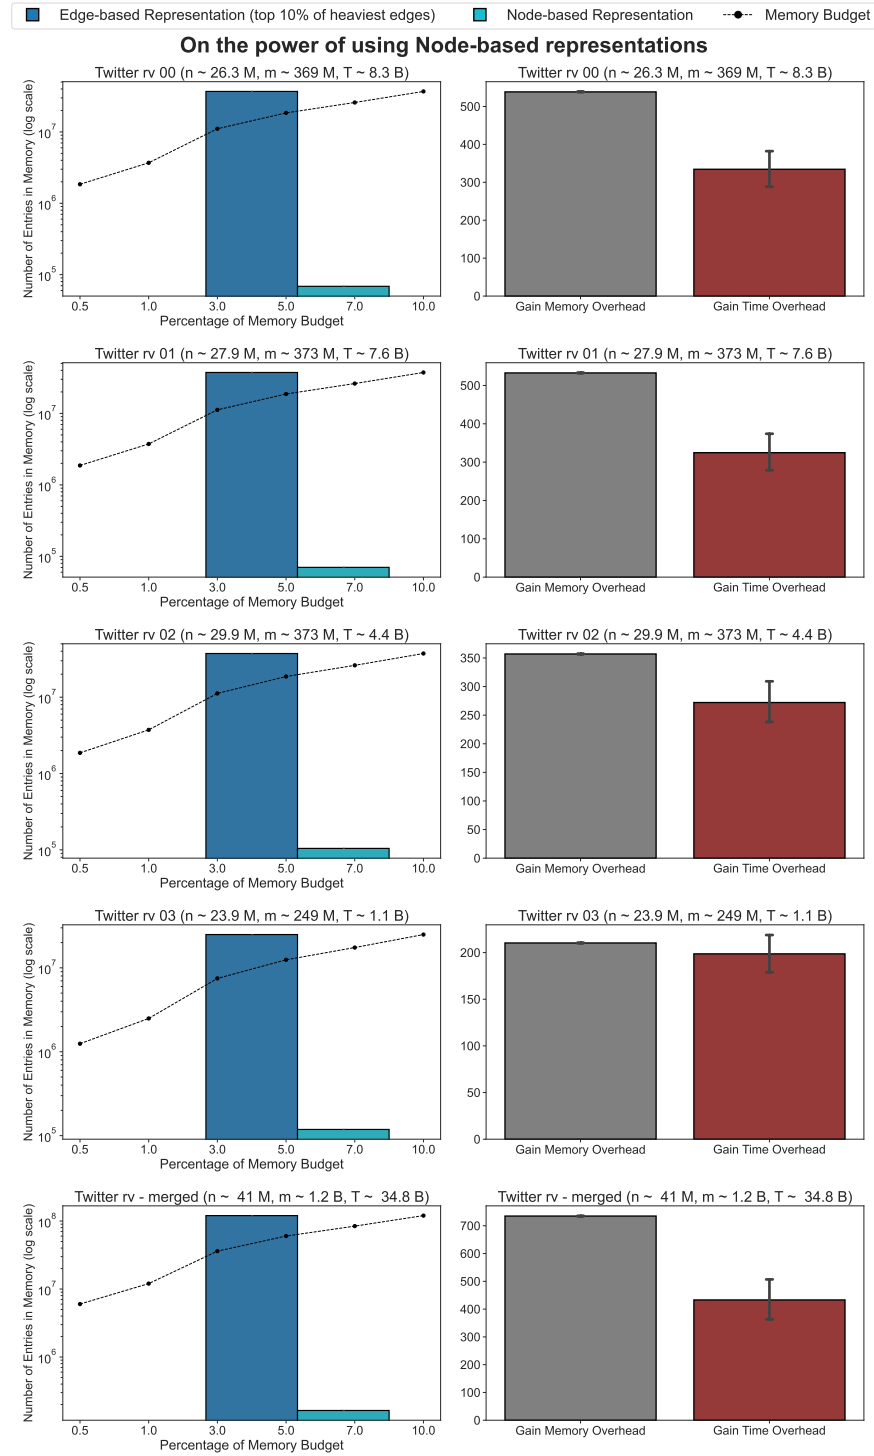 Edge-based Representation (top 10% of heaviest edges) Node-based Representation Memory Budget
On the power of using Node-based representations
Twitter rv 00 (n ~ 26.3 M, m ~ 369 M, T ~ 8.3 B)
Number of Entries in Memory (log scale)
10^7
10^6
10^5
0.5 1.0 3.0 5.0 7.0 10.0
Percentage of Memory Budget
Twitter rv 00 (n ~ 26.3 M, m ~ 369 M, T ~ 8.3 B)
500
400
300
200
100
0
Gain Memory Overhead Gain Time Overhead
Twitter rv 01 (n ~ 27.9 M, m ~ 373 M, T ~ 7.6 B)
Number of Entries in Memory (log scale)
10^7
10^6
10^5
0.5 1.0 3.0 5.0 7.0 10.0
Percentage of Memory Budget
Twitter rv 01 (n ~ 27.9 M, m ~ 373 M, T ~ 7.6 B)
500
400
300
200
100
0
Gain Memory Overhead Gain Time Overhead
Twitter rv 02 (n ~ 29.9 M, m ~ 373 M, T ~ 4.4 B)
Number of Entries in Memory (log scale)
10^7
10^6
10^5
0.5 1.0 3.0 5.0 7.0 10.0
Percentage of Memory Budget
Twitter rv 02 (n ~ 29.9 M, m ~ 373 M, T ~ 4.4 B)
350
300
250
200
150
100
50
0
Gain Memory Overhead Gain Time Overhead
Twitter rv 03 (n ~ 23.9 M, m ~ 249 M, T ~ 1.1 B)
Number of Entries in Memory (log scale)
10^7
10^6
10^5
0.5 1.0 3.0 5.0 7.0 10.0
Percentage of Memory Budget
Twitter rv 03 (n ~ 23.9 M, m ~ 249 M, T ~ 1.1 B)
200
150
100
50
0
Gain Memory Overhead Gain Time Overhead
Twitter rv - merged (n ~ 41 M, m ~ 1.2 B, T ~ 34.8 B)
Number of Entries in Memory (log scale)
10^8
10^7
10^6
0.5 1.0 3.0 5.0 7.0 10.0
Percentage of Memory Budget
Twitter rv - merged (n ~ 41 M, m ~ 1.2 B, T ~ 34.8 B)
700
600
500
400
300
200
100
0
Gain Memory Overhead Gain Time Overhead